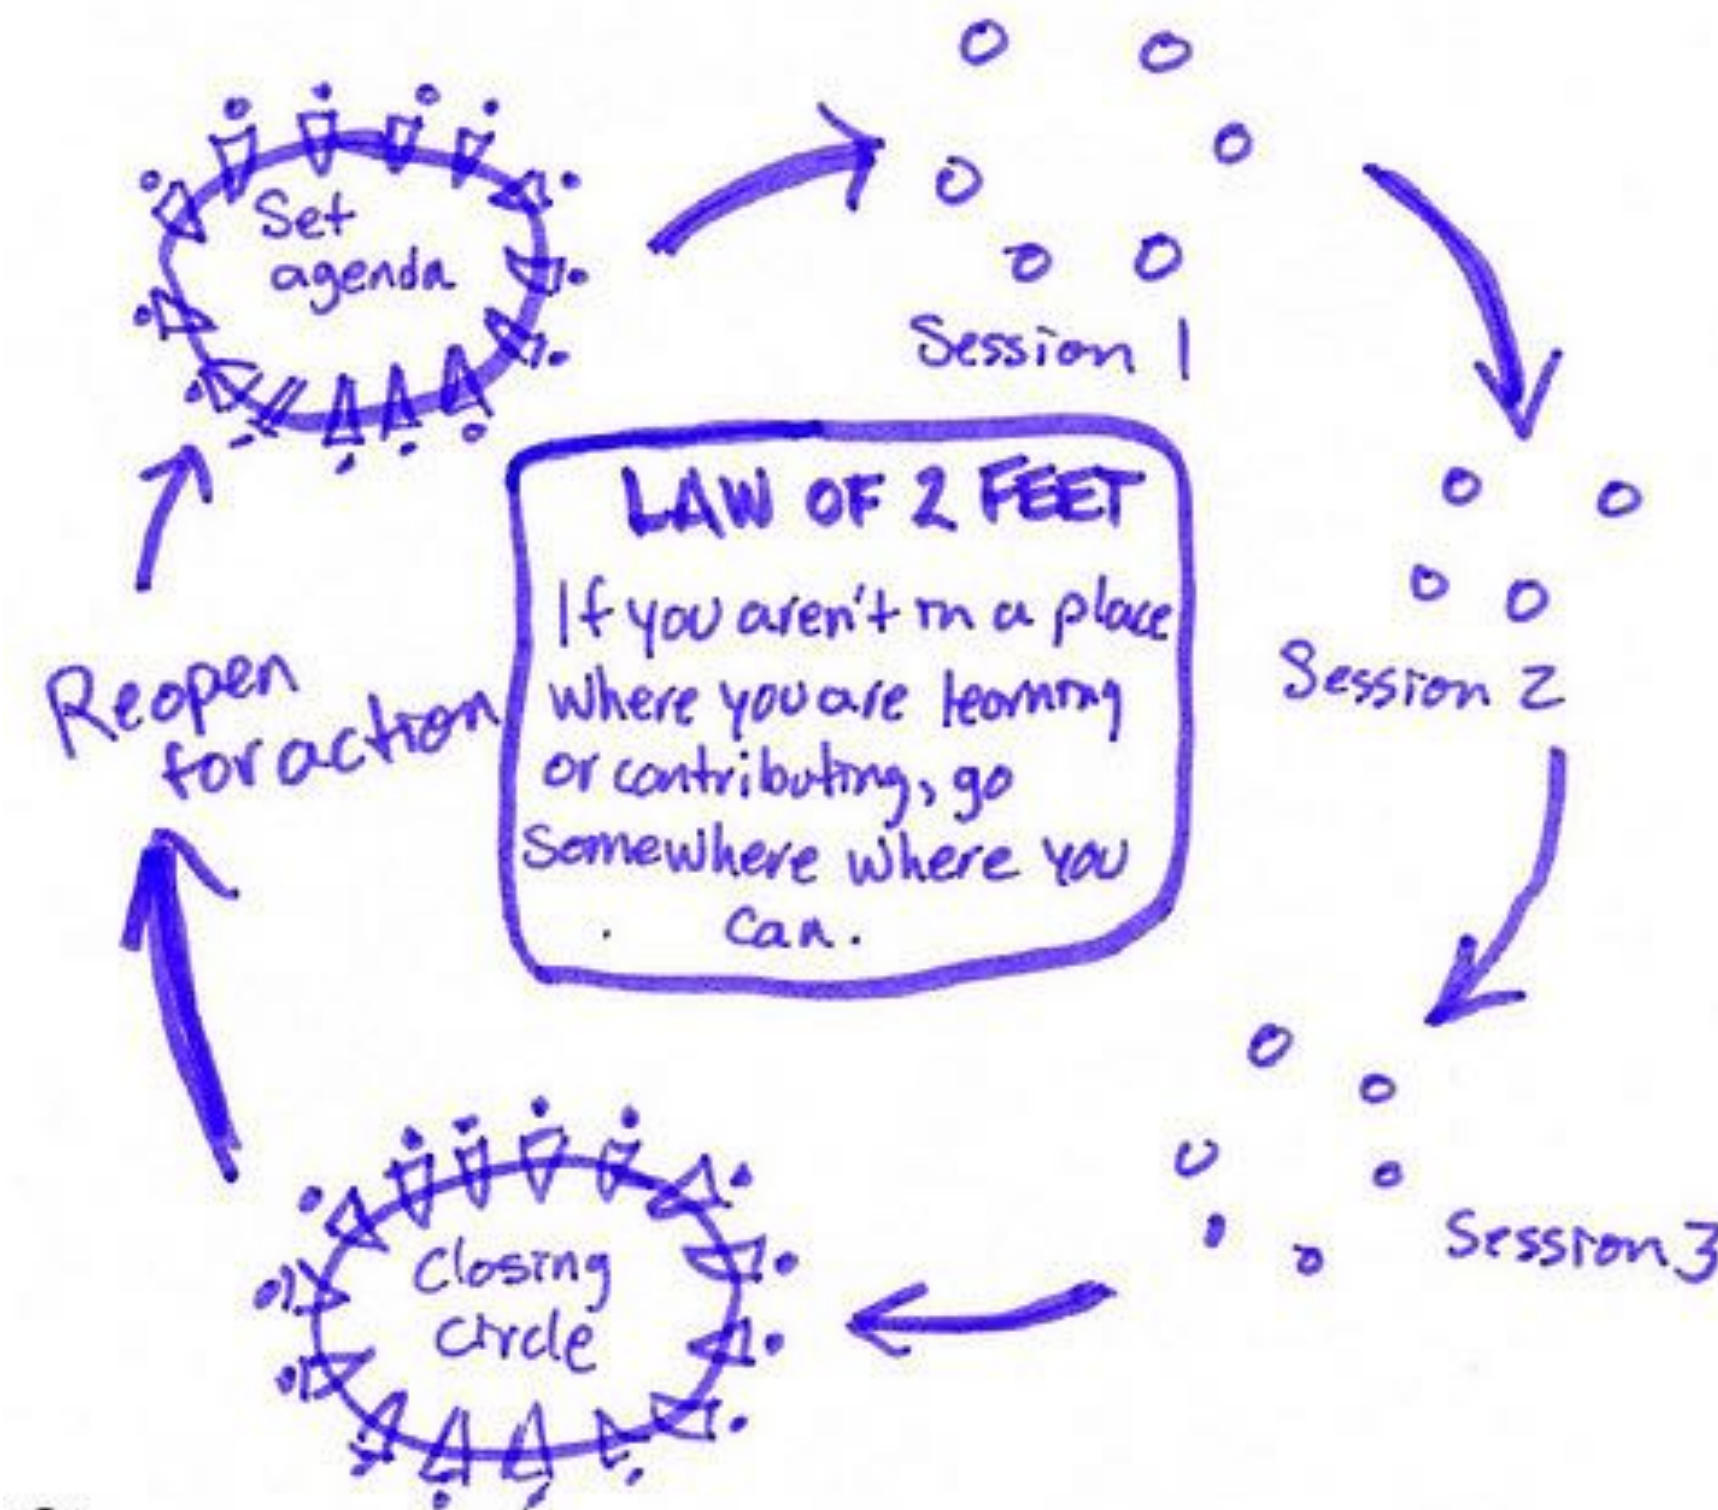 Set
agenda
Session 1
LAW OF 2 FEET
If you aren't in a place
where you are learning
or contributing, go
somewhere where you
can.
Session 2
Reopen
for action
Session 3
Closing
circle